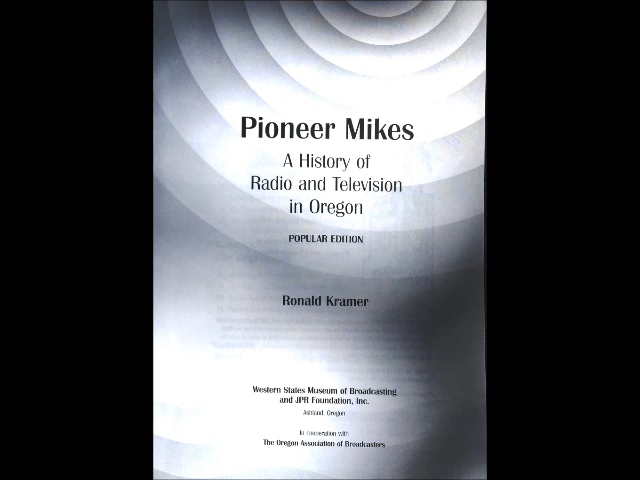 Pioneer Mikes
A History of
Radio and Television
in Oregon
POPULAR EDITION
Ronald Kramer
Western States Museum of Broadcasting
and JPR Foundation, Inc.
Ashland, Oregon
In cooperation with
The Oregon Association of Broadcasters